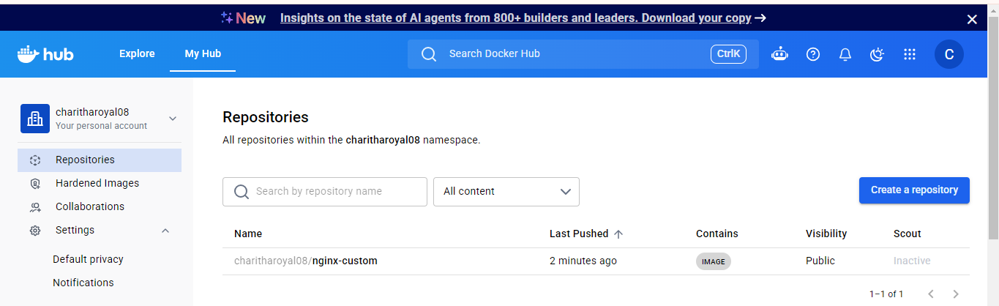 New Insights on the state of AI agents from 800+ builders and leaders. Download your copy →
hub Explore My Hub Search Docker Hub CtrlK C
charitharoyal08
Your personal account
Repositories
Hardened Images
Collaborations
Settings
Default privacy
Notifications
Repositories
All repositories within the charitharoyal08 namespace.
Search by repository name All content Create a repository
Name Last Pushed ↑ Contains Visibility Scout
charitharoyal08/nginx-custom 2 minutes ago IMAGE Public Inactive
1–1 of 1